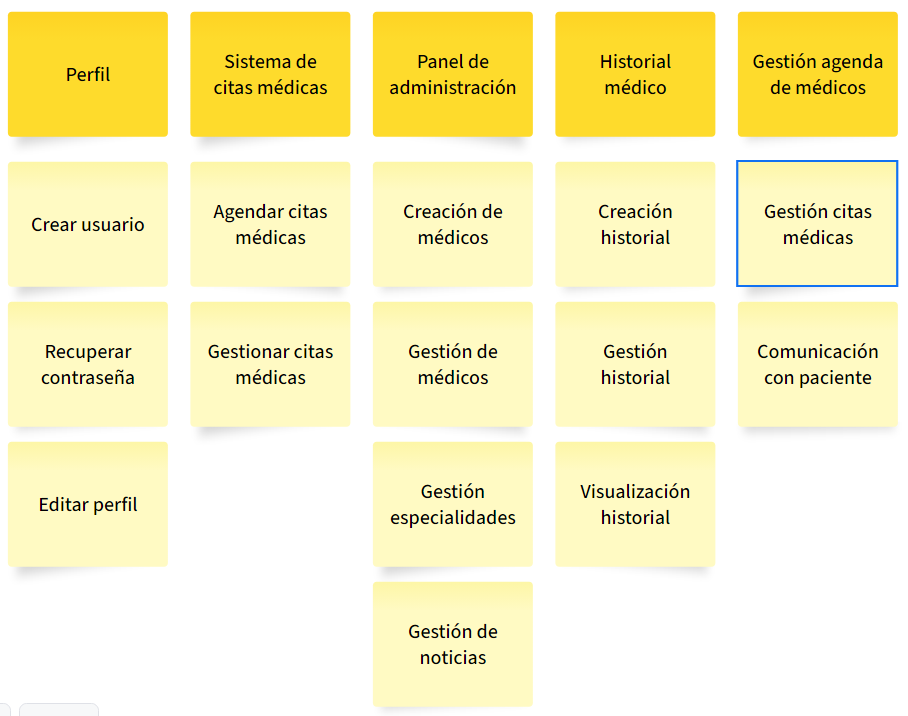 Perfil
Sistema de
citas médicas
Panel de
administración
Historial
médico
Gestión agenda
de médicos
Crear usuario
Agendar citas
médicas
Creación de
médicos
Creación
historial
Gestión citas
médicas
Recuperar
contraseña
Gestionar citas
médicas
Gestión de
médicos
Gestión
historial
Comunicación
con paciente
Editar perfil
Gestión
especialidades
Visualización
historial
Gestión de
noticias